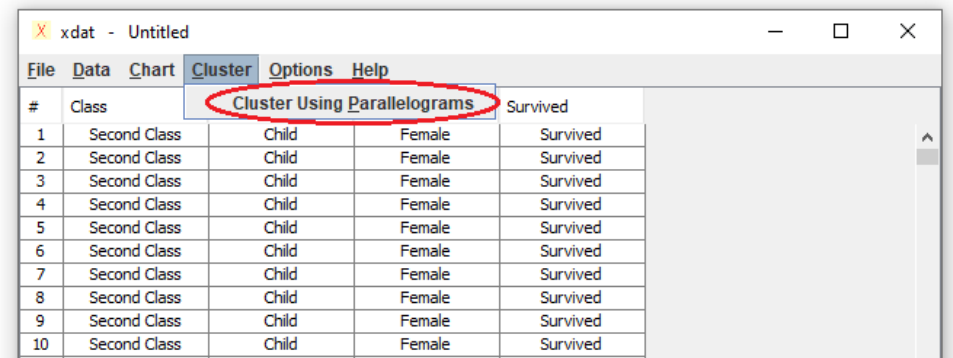 X xdat - Untitled
File Data Chart Cluster Options Help
Cluster Using Parallelograms
# Class Survived
1 Second Class Child Female Survived
2 Second Class Child Female Survived
3 Second Class Child Female Survived
4 Second Class Child Female Survived
5 Second Class Child Female Survived
6 Second Class Child Female Survived
7 Second Class Child Female Survived
8 Second Class Child Female Survived
9 Second Class Child Female Survived
10 Second Class Child Female Survived